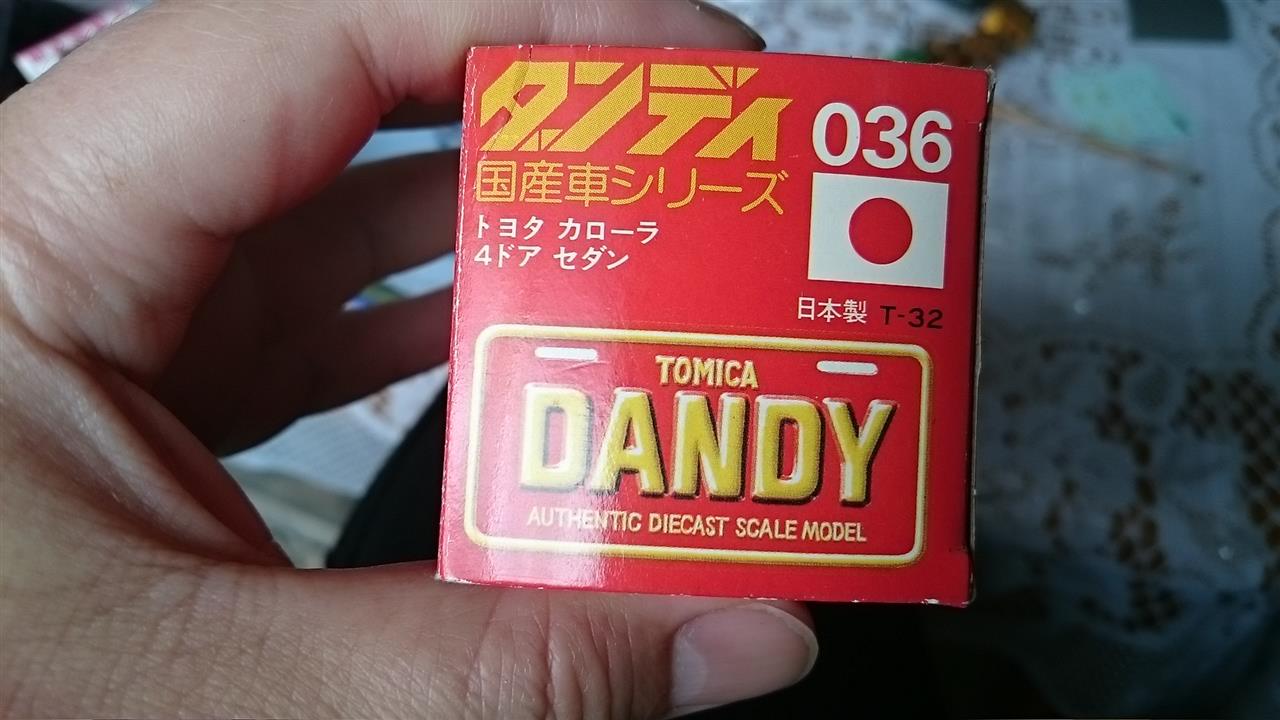 ダンディ
036
国産車シリーズ
トヨタ カローラ
4ドア セダン
日本製 T-32
TOMICA
DANDY
AUTHENTIC DIECAST SCALE MODEL